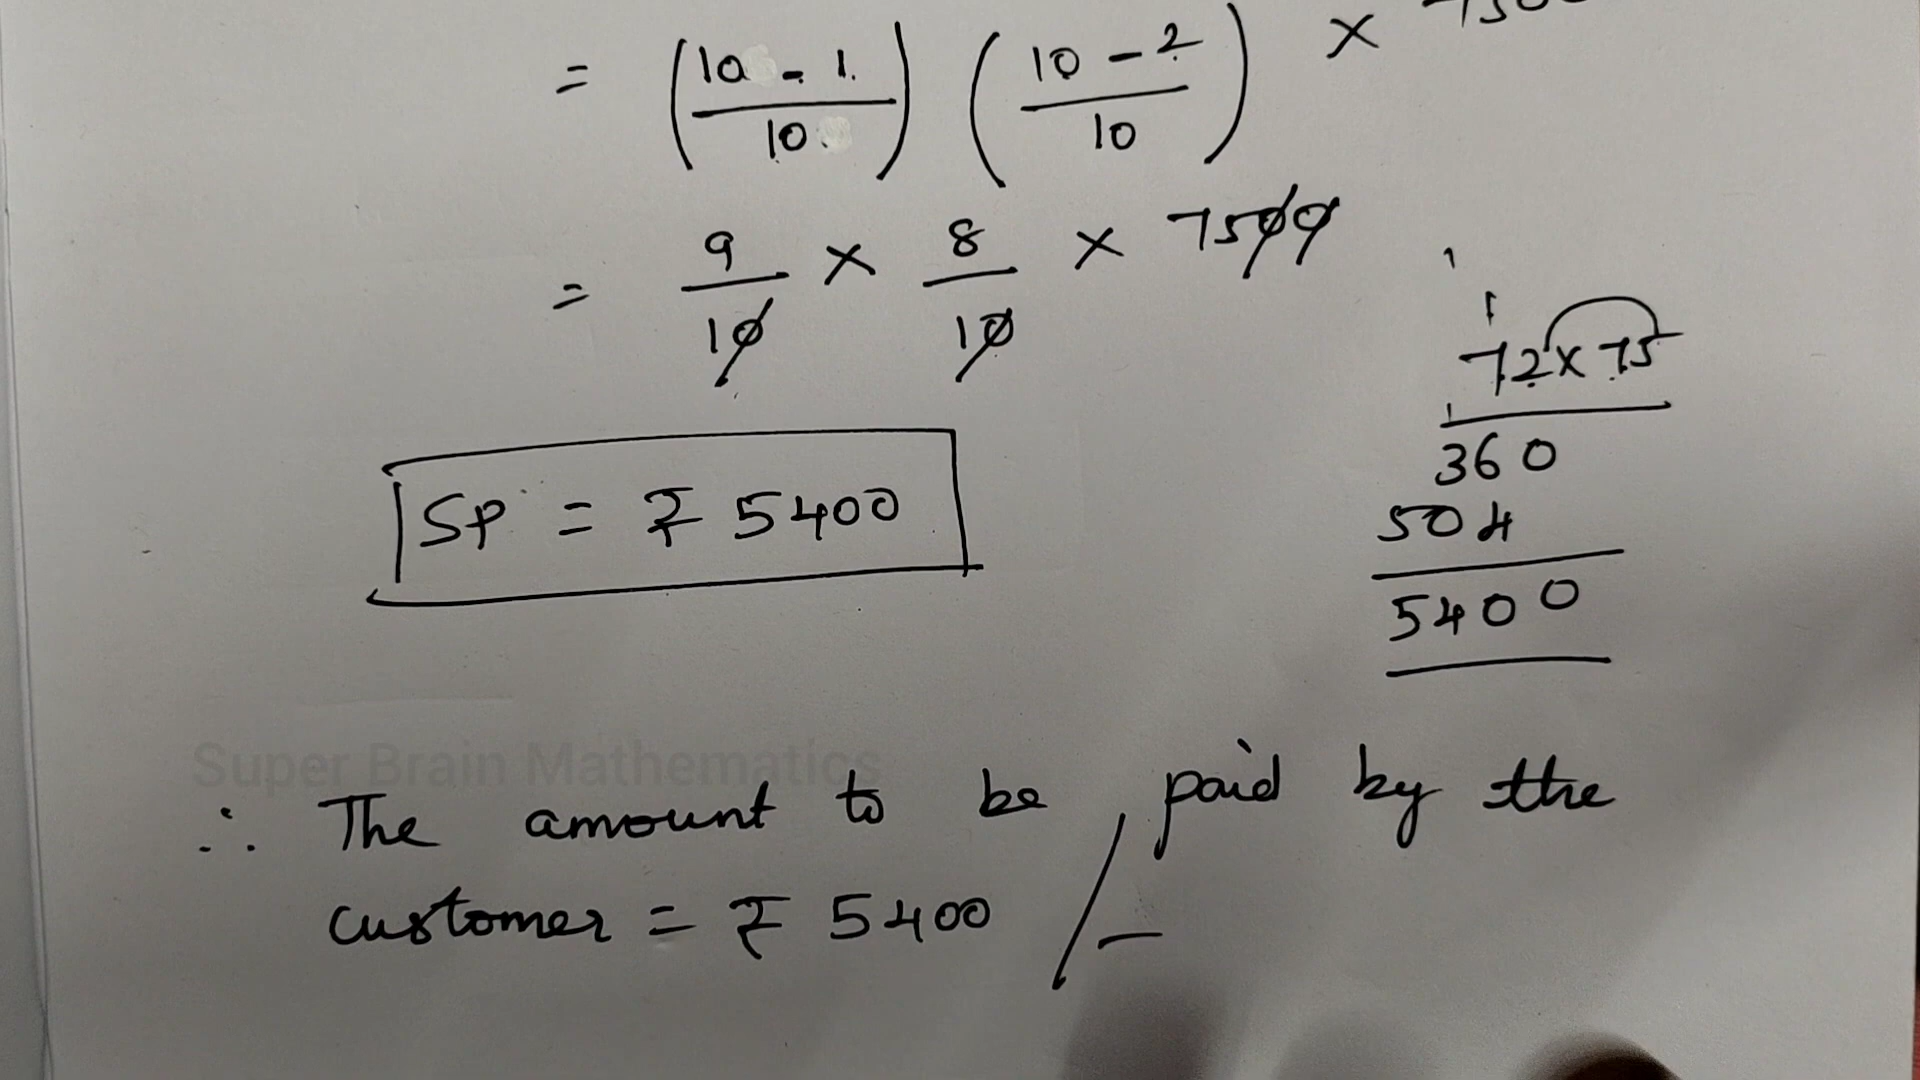 = (10 - 1 / 10) (10 - 2 / 10) ×
= 9/10 × 8/10 × 7500
72 × 75
360
504
5400
SP = ₹ 5400
Super Brain Mathematics
∴ The amount to be paid by the
customer = ₹ 5400 /-